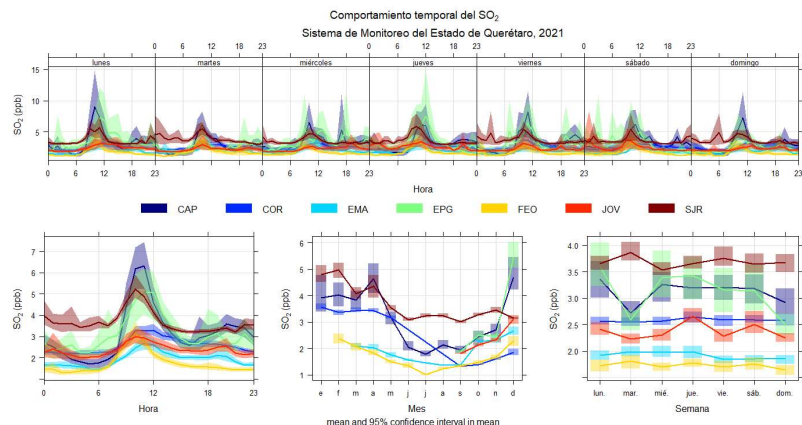 Comportamiento temporal del SO2
Sistema de Monitoreo del Estado de Querétaro, 2021
0 6 12 18 23 0 6 12 18 23 0 6 12 18 23
lunes martes miércoles jueves viernes sábado domingo
SO2 (ppb)
15
10
5
0 6 12 18 23 0 6 12 18 23 0 6 12 18 23 0 6 12 18 23
Hora
CAP COR EMA EPG FEO JOV SJR
SO2 (ppb)
7
6
5
4
3
2
0 6 12 18 23
Hora
SO2 (ppb)
6
5
4
3
2
1
e f m a m j j a s o n d
Mes
SO2 (ppb)
4.0
3.5
3.0
2.5
2.0
lun. mar. mié. jue. vie. sáb. dom.
Semana
mean and 95% confidence interval in mean